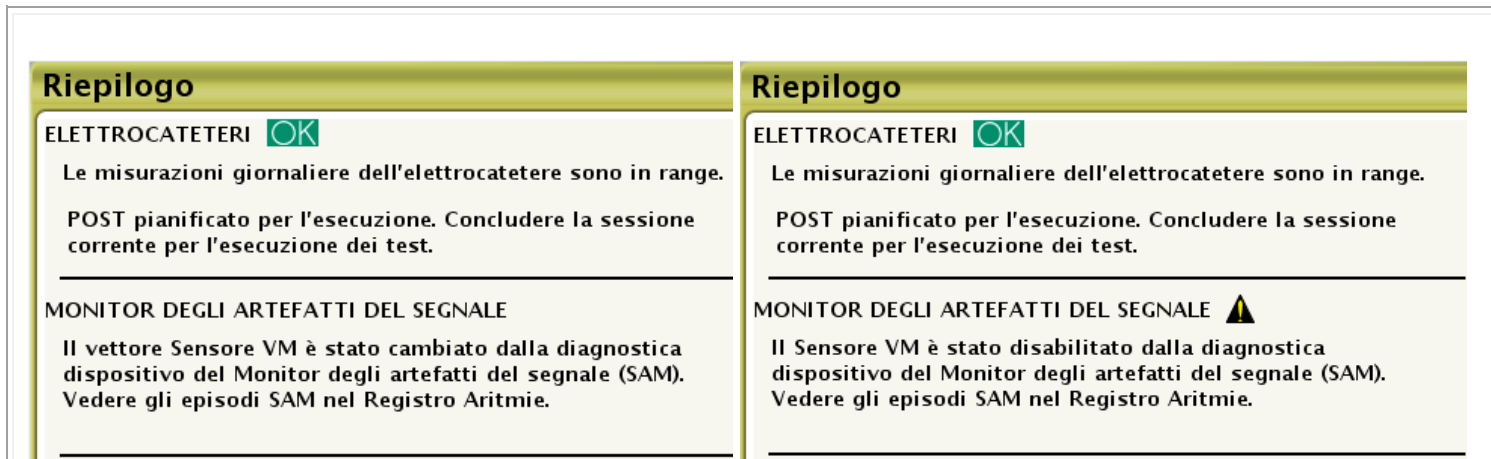 Riepilogo
ELETTROCATETERI OK
Le misurazioni giornaliere dell'elettrocatetere sono in range.
POST pianificato per l'esecuzione. Concludere la sessione
corrente per l'esecuzione dei test.
MONITOR DEGLI ARTEFATTI DEL SEGNALE
Il vettore Sensore VM è stato cambiato dalla diagnostica
dispositivo del Monitor degli artefatti del segnale (SAM).
Vedere gli episodi SAM nel Registro Aritmie.
Riepilogo
ELETTROCATETERI OK
Le misurazioni giornaliere dell'elettrocatetere sono in range.
POST pianificato per l'esecuzione. Concludere la sessione
corrente per l'esecuzione dei test.
MONITOR DEGLI ARTEFATTI DEL SEGNALE
Il Sensore VM è stato disabilitato dalla diagnostica
dispositivo del Monitor degli artefatti del segnale (SAM).
Vedere gli episodi SAM nel Registro Aritmie.